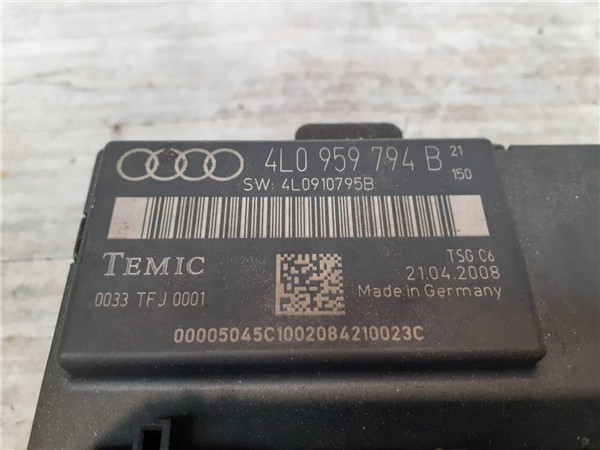 4L0 959 794 B 21 150
SW: 4L0910795B
TEMIC
TSG C6
21.04.2008
0033 TFJ 0001
Made in Germany
00005045C1002084210023C